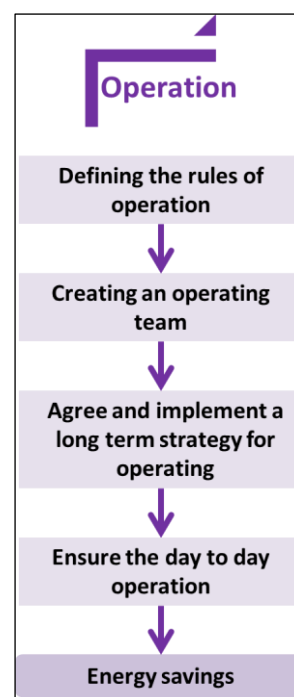 Operation
Defining the rules of
operation
Creating an operating
team
Agree and implement a
long term strategy for
operating
Ensure the day to day
operation
Energy savings